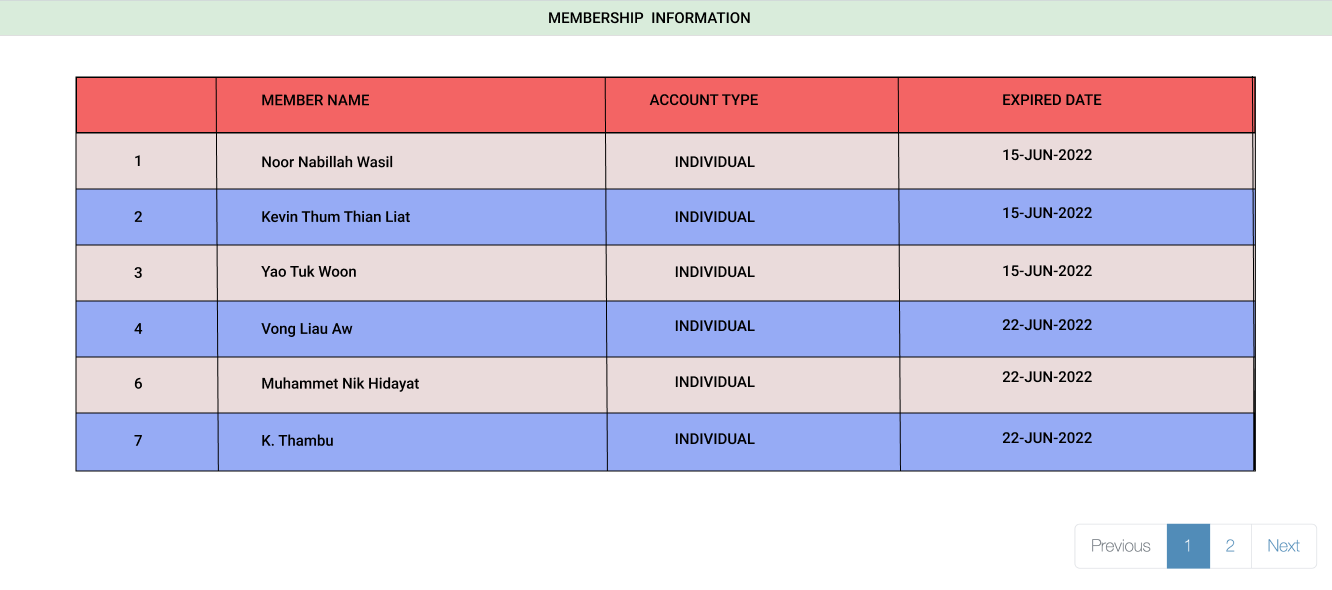 MEMBERSHIP INFORMATION
MEMBER NAME ACCOUNT TYPE EXPIRED DATE
1 Noor Nabillah Wasil INDIVIDUAL 15-JUN-2022
2 Kevin Thum Thian Liat INDIVIDUAL 15-JUN-2022
3 Yao Tuk Woon INDIVIDUAL 15-JUN-2022
4 Vong Liau Aw INDIVIDUAL 22-JUN-2022
6 Muhammet Nik Hidayat INDIVIDUAL 22-JUN-2022
7 K. Thambu INDIVIDUAL 22-JUN-2022
Previous 1 2 Next